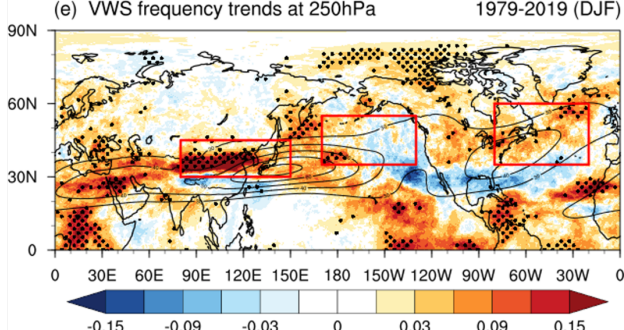 (e) VWS frequency trends at 250hPa 1979-2019 (DJF)
90N
60N
30N
0
0 30E 60E 90E 120E 150E 180 150W 120W 90W 60W 30W 0
-0.15 -0.09 -0.03 0 0.03 0.09 0.15